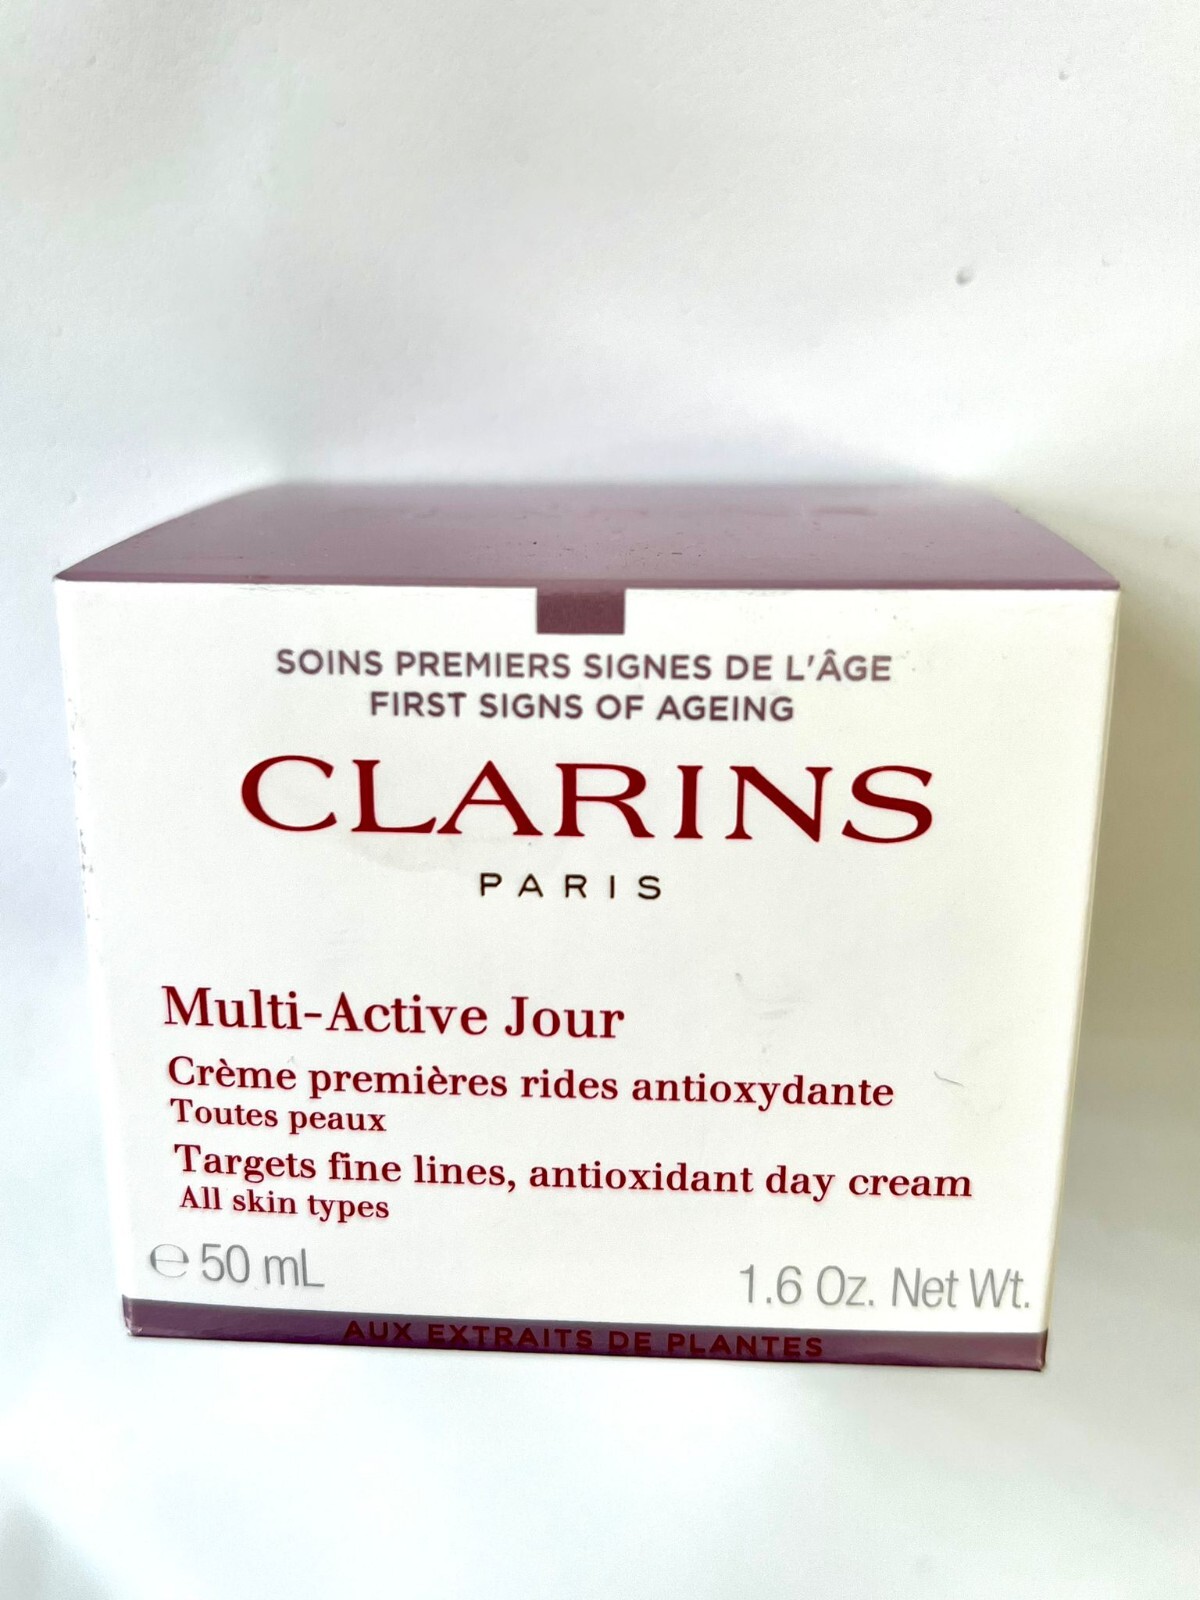 SOINS PREMIERS SIGNES DE L'ÂGE
FIRST SIGNS OF AGEING
CLARINS
PARIS
Multi-Active Jour
Crème premières rides antioxydante
Toutes peaux
Targets fine lines, antioxidant day cream
All skin types
℮ 50 mL
1.6 Oz. Net Wt.
AUX EXTRAITS DE PLANTES